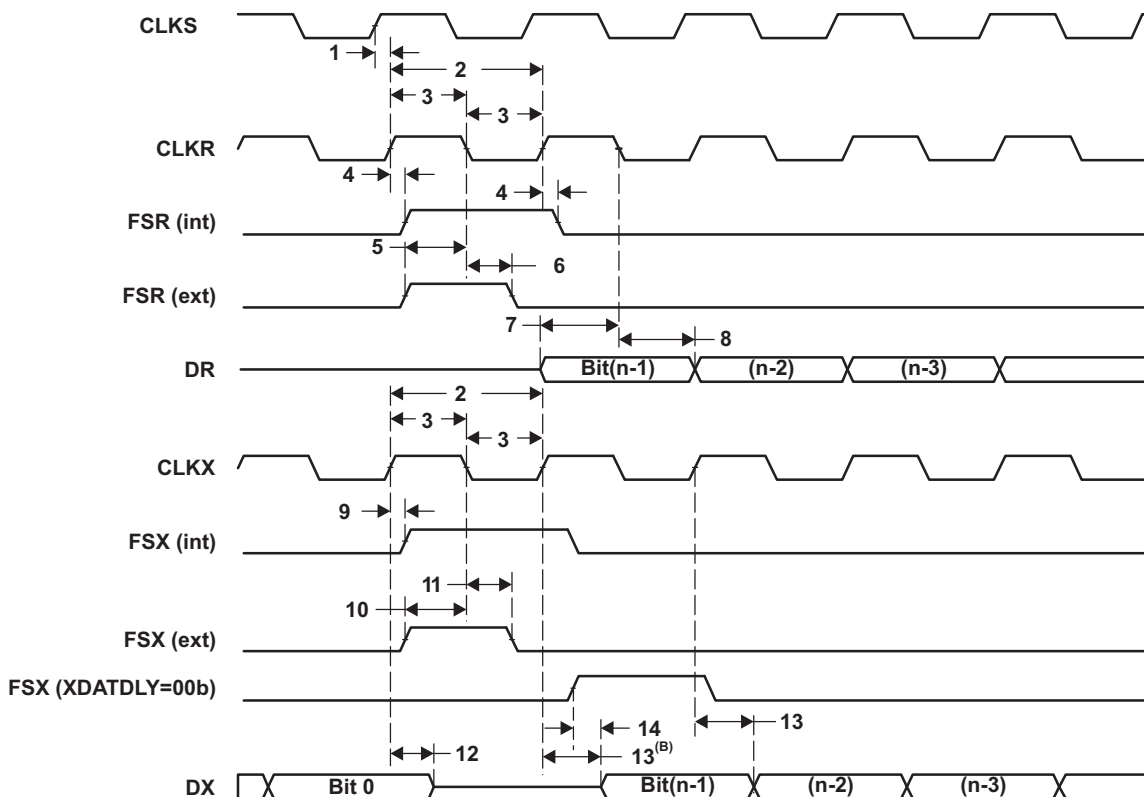 CLKS
1
2
3
3
CLKR
4
4
FSR (int)
5
6
FSR (ext)
7
8
DR
Bit(n-1)
(n-2)
(n-3)
2
3
3
CLKX
9
FSX (int)
11
10
FSX (ext)
FSX (XDATDLY=00b)
14
13
12
13(B)
DX
Bit 0
Bit(n-1)
(n-2)
(n-3)